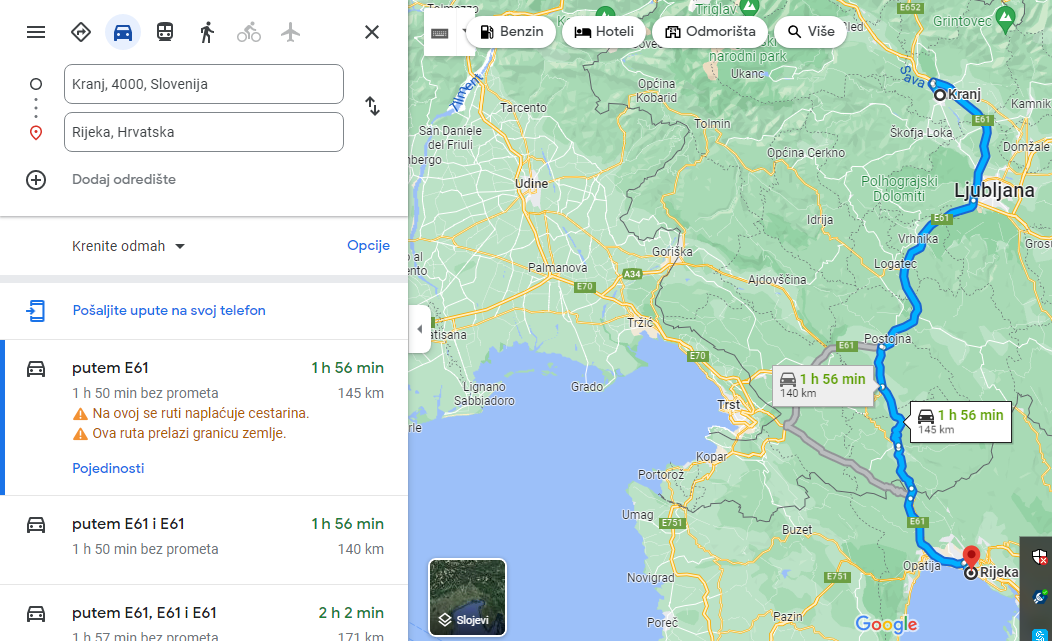 Kranj, 4000, Slovenija
Rijeka, Hrvatska
Dodaj odredište
Krenite odmah
Opcije
Pošaljite upute na svoj telefon
putem E61
1 h 56 min
1 h 50 min bez prometa
145 km
Na ovoj se ruti naplaćuje cestarina.
Ova ruta prelazi granicu zemlje.
Pojedinosti
putem E61 i E61
1 h 56 min
1 h 50 min bez prometa
140 km
putem E61, E61 i E61
2 h 2 min
1 h 57 min bez prometa
171 km
Benzin
Hoteli
Odmorišta
Više
Tolmezzo
Triglavski
narodni park
E652
Grintovec
Ukanc
Općina
Kobarid
Sava
Kranj
Kamnik
Tarcento
E61
San Daniele
del Friuli
Tolmin
Škofja Loka
Domžale
Općina Cerkno
Udine
Polhograjski
Dolomiti
Ljubljana
Idrija
E61
Vrhnika
Grosu
Goriška
Logatec
Palmanova
A34
Ajdovščina
E70
Tržič
atisana
Postojna
E61
E70
1 h 56 min
140 km
Lignano
Sabbiadoro
Grado
Trst
1 h 56 min
145 km
Kopar
Portorož
Umag
E751
E61
Buzet
Opatija
Rijeka
Novigrad
E751
Pazin
Poreč
Slojevi
Google